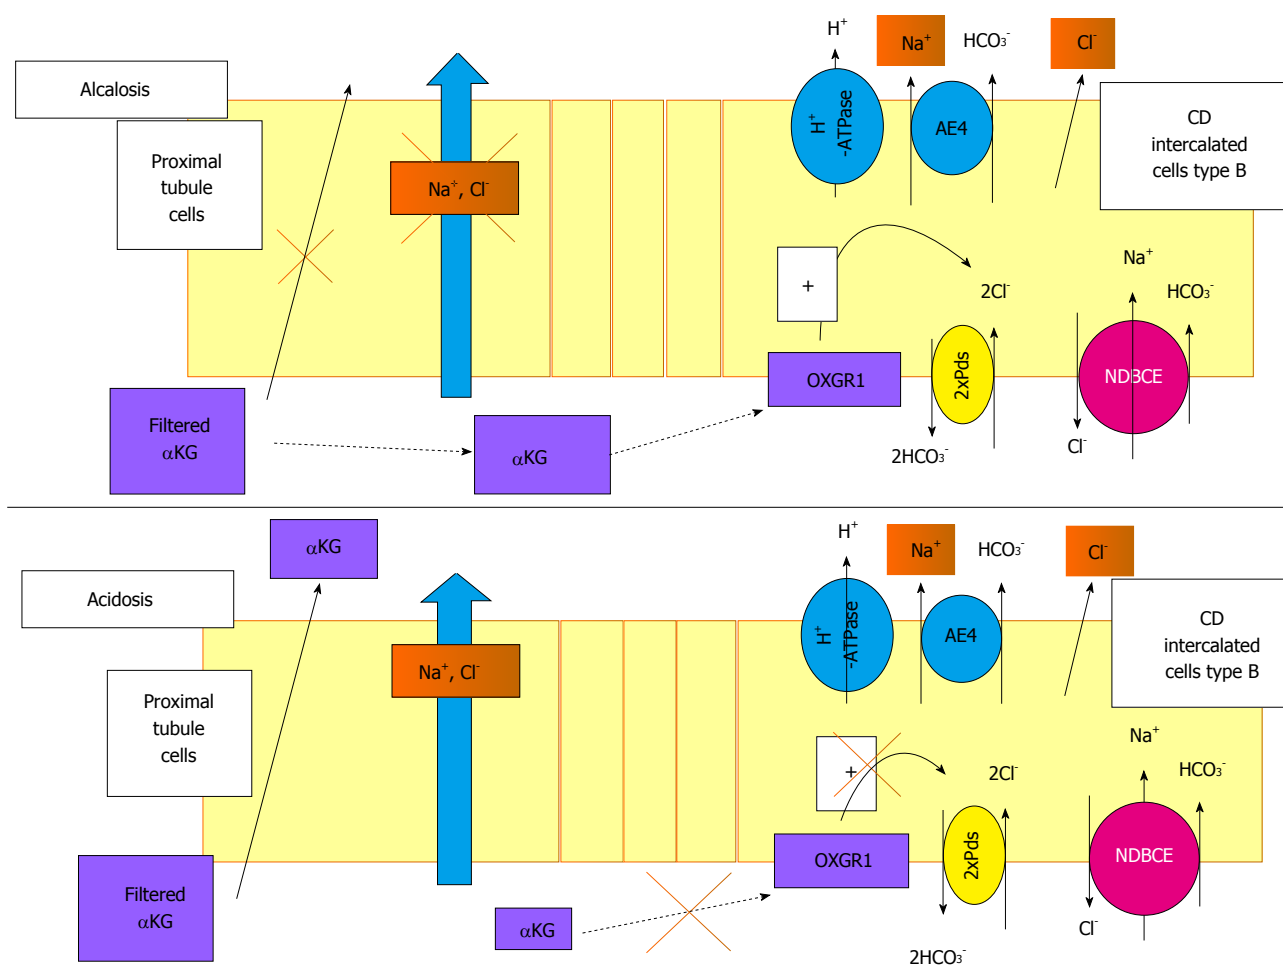 H⁺
Na⁺
HCO₃⁻
Cl⁻
Alcalosis
CD
intercalated
cells type B
H⁺
-ATPase
AE4
Proximal
tubule
cells
Na⁺, Cl⁻
+
2Cl⁻
Na⁺
HCO₃⁻
OXGR1
2xPds
NDBCE
Filtered
αKG
αKG
2HCO₃⁻
Cl⁻
αKG
H⁺
Na⁺
HCO₃⁻
Cl⁻
Acidosis
CD
intercalated
cells type B
H⁺
-ATPase
AE4
Na⁺, Cl⁻
Proximal
tubule
cells
+
2Cl⁻
Na⁺
HCO₃⁻
OXGR1
2xPds
NDBCE
Filtered
αKG
αKG
2HCO₃⁻
Cl⁻